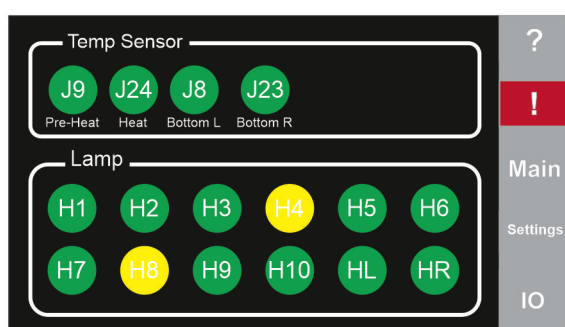 Temp Sensor
J9 J24 J8 J23
Pre-Heat Heat Bottom L Bottom R
Lamp
H1 H2 H3 H4 H5 H6
H7 H8 H9 H10 HL HR
?
!
Main
Settings
IO